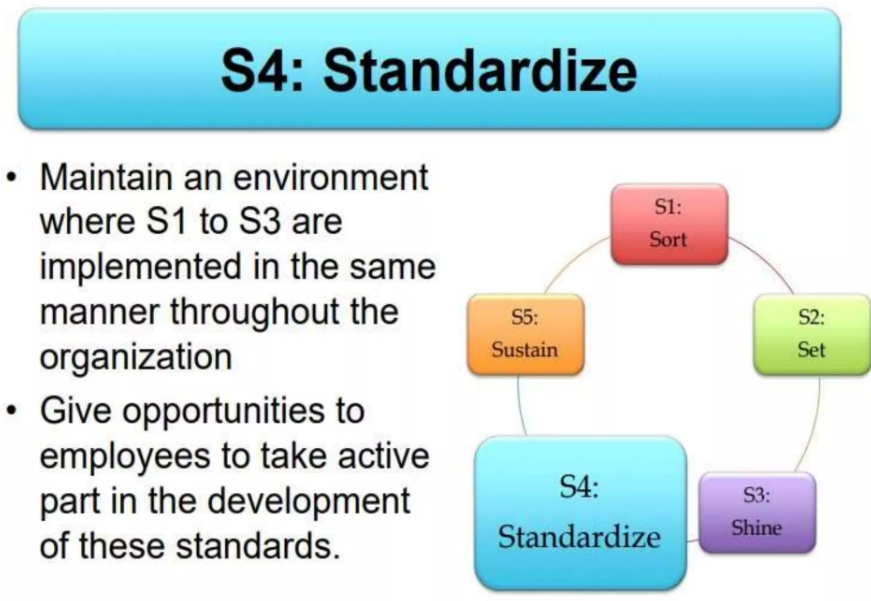 S4: Standardize
• Maintain an environment
where S1 to S3 are
implemented in the same
manner throughout the
organization
• Give opportunities to
employees to take active
part in the development
of these standards.
S1:
Sort
S2:
Set
S3:
Shine
S4:
Standardize
S5:
Sustain